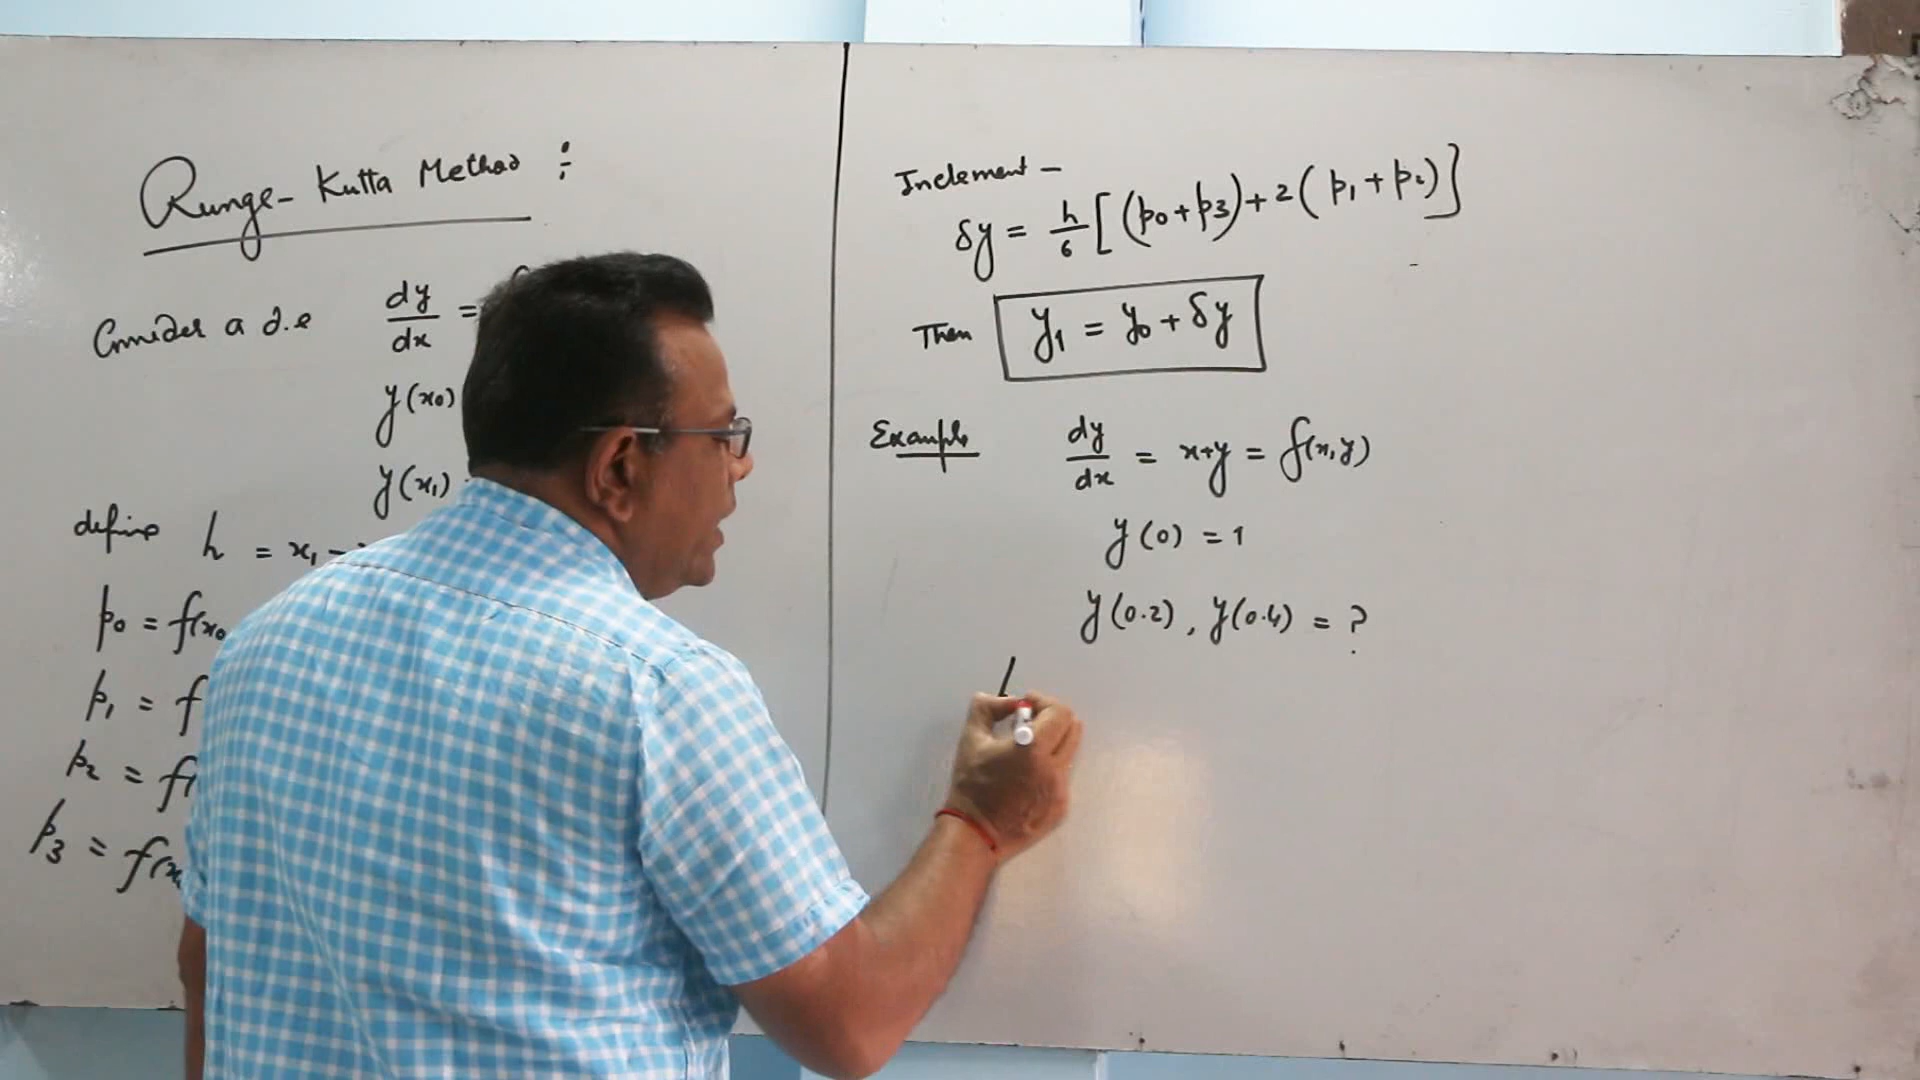 Runge-Kutta Method :
Consider a d.e dy/dx =
y(x0)
y(x1)
define h = x1 -
p0 = f(x0
p1 = f
p2 = f(
p3 = f(x
Inclement -
δy = h/6 [(p0+p3)+2(p1+p2)]
Then y1 = y0 + δy
Example dy/dx = x+y = f(x,y)
y(0) = 1
y(0.2), y(0.4) = ?